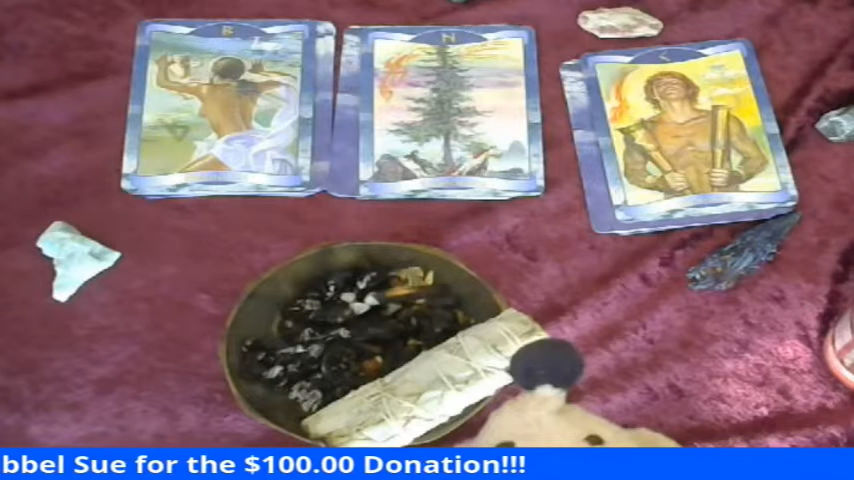 ᛒ
ᚺ
ᚲ
bbel Sue for the $100.00 Donation!!!